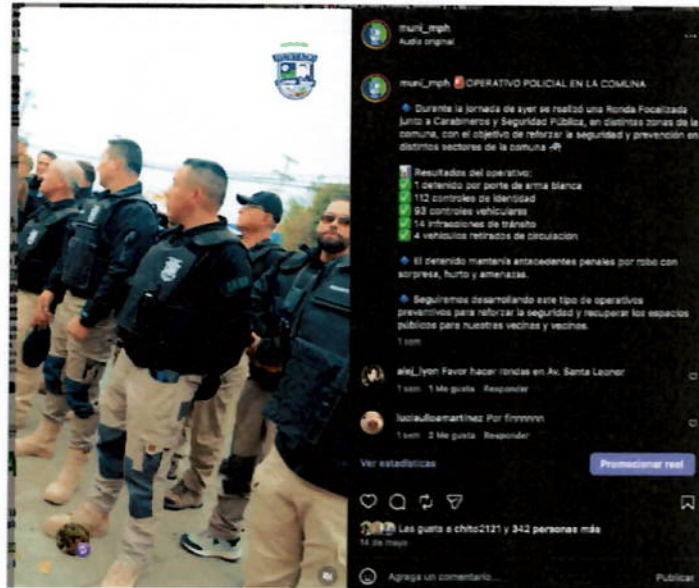 muni_mph
Audio original
muni_mph 🚨OPERATIVO POLICIAL EN LA COMUNA
🔹 Durante la jornada de ayer se realizó una Ronda Focalizada
junto a Carabineros y Seguridad Pública, en distintas zonas de la
comuna, con el objetivo de reforzar la seguridad y prevención en
distintos sectores de la comuna 🚓
📊 Resultados del operativo:
✅ 1 detenido por porte de arma blanca
✅ 112 controles de identidad
✅ 93 controles vehiculares
✅ 14 infracciones de tránsito
✅ 4 vehículos retirados de circulación
🔹 El detenido mantenía antecedentes penales por robo con
sorpresa, hurto y amenazas.
🔹 Seguiremos desarrollando este tipo de operativos
preventivos para reforzar la seguridad y recuperar los espacios
públicos para nuestras vecinas y vecinos.
1 sem
alej_lyon Favor hacer rondas en Av. Santa Leonor
1 sem 1 Me gusta Responder
luciaulloamartinez Por finnnnnn
1 sem 2 Me gusta Responder
Ver estadísticas
Promocionar reel
Les gusta a chito2121 y 342 personas más
14 de mayo
Agrega un comentario...
Publicar